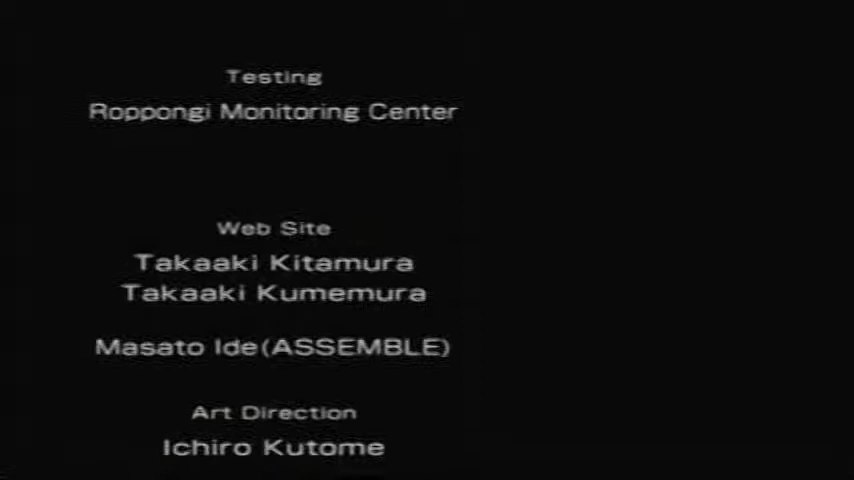 Testing
Roppongi Monitoring Center
Web Site
Takaaki Kitamura
Takaaki Kumemura
Masato Ide(ASSEMBLE)
Art Direction
Ichiro Kutome